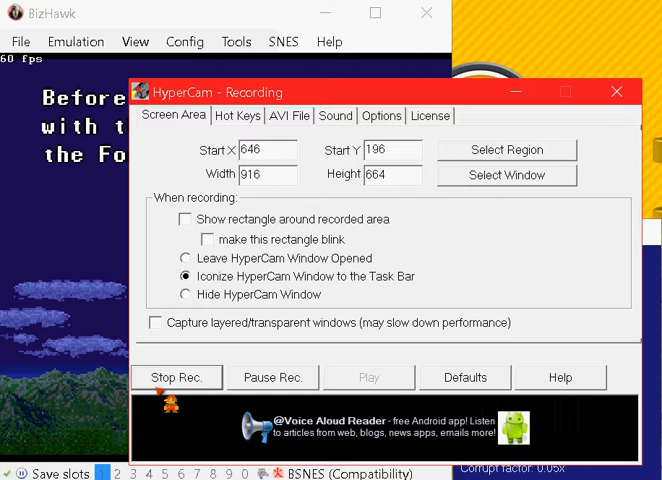 BizHawk
File Emulation View Config Tools SNES Help
60 fps
Before
with t
the Fo
HyperCam - Recording
Screen Area Hot Keys AVI File Sound Options License
Start X 646 Start Y 196 Select Region
Width 916 Height 664 Select Window
When recording:
Show rectangle around recorded area
make this rectangle blink
Leave HyperCam Window Opened
Iconize HyperCam Window to the Task Bar
Hide HyperCam Window
Capture layered/transparent windows (may slow down performance)
Stop Rec. Pause Rec. Play Defaults Help
@Voice Aloud Reader - free Android app! Listen
to articles from web, blogs, news apps, emails more!
Save slots 1 2 3 4 5 6 7 8 9 0 BSNES (Compatibility)
Corrupt factor: 0.05x